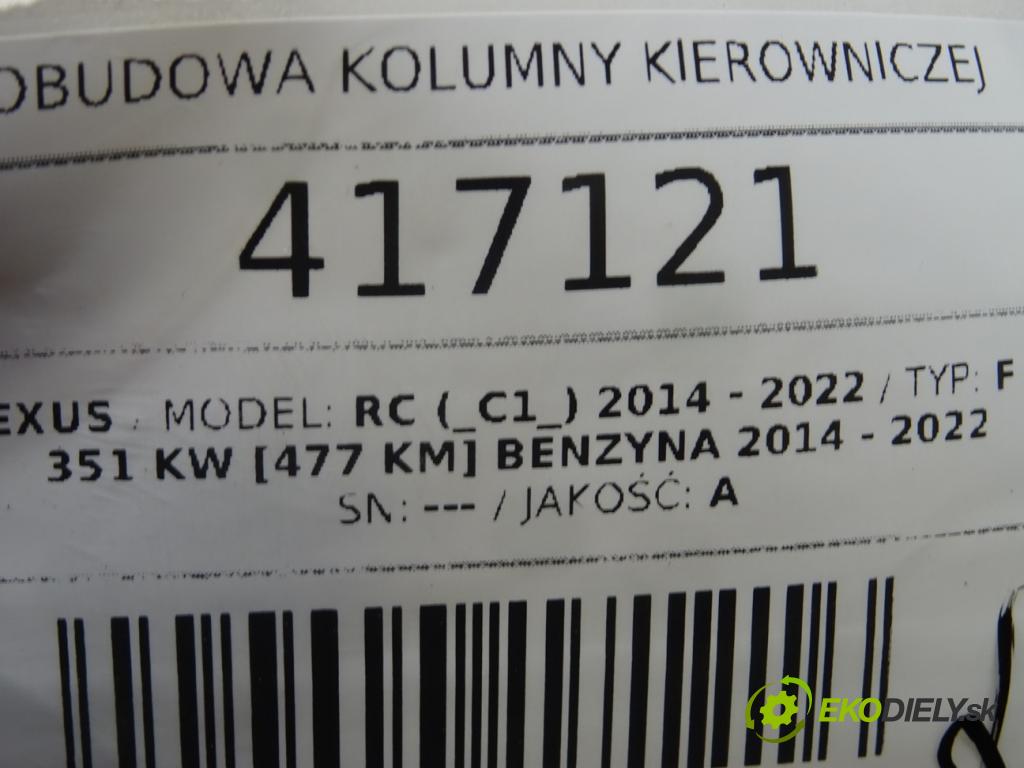 OBUDOWA KOLUMNY KIEROWNICZEJ
417121
EXUS / MODEL: RC (_C1_) 2014 - 2022 / TYP: F
351 KW [477 KM] BENZYNA 2014 - 2022
SN: --- / JAKOŚĆ: A
EKODIELY.sk